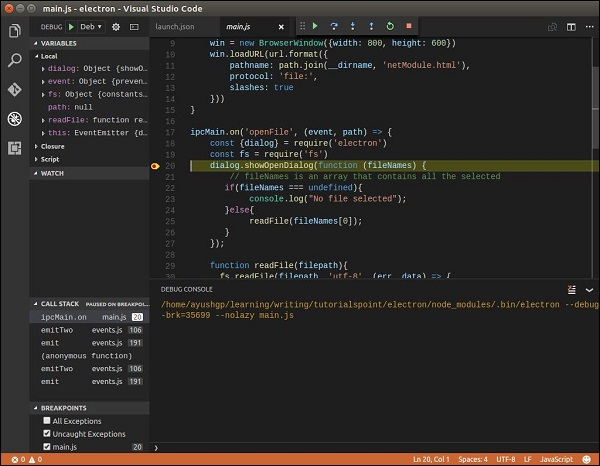 main.js - electron - Visual Studio Code
DEBUG
Deb
launch.json
main.js
VARIABLES
Local
dialog: Object {showO
event: Object {preven
fs: Object {constants
path: null
readFile: function re
this: EventEmitter {d
Closure
Script
WATCH
CALL STACK
PAUSED ON BREAKPOI
ipcMain.on main.js 20
emitTwo events.js 106
emit events.js 191
(anonymous function)
emitTwo events.js 106
emit events.js 191
BREAKPOINTS
All Exceptions
Uncaught Exceptions
main.js 20
9 win = new BrowserWindow({width: 800, height: 600})
10 win.loadURL(url.format({
11 pathname: path.join(__dirname, 'netModule.html'),
12 protocol: 'file:',
13 slashes: true
14 }))
15 }
16
17 ipcMain.on('openFile', (event, path) => {
18 const {dialog} = require('electron')
19 const fs = require('fs')
20 dialog.showOpenDialog(function (fileNames) {
21 // fileNames is an array that contains all the selected
22 if(fileNames === undefined){
23 console.log("No file selected");
24 }else{
25 readFile(fileNames[0]);
26 }
27 });
28
29 function readFile(filepath){
fs.readFile(filepath, 'utf-8', (err, data) => {
DEBUG CONSOLE
/home/ayushgp/learning/writing/tutorialspoint/electron/node_modules/.bin/electron --debug
-brk=35699 --nolazy main.js
0 0
Ln 20, Col 1
Spaces: 4
UTF-8
LF
JavaScript